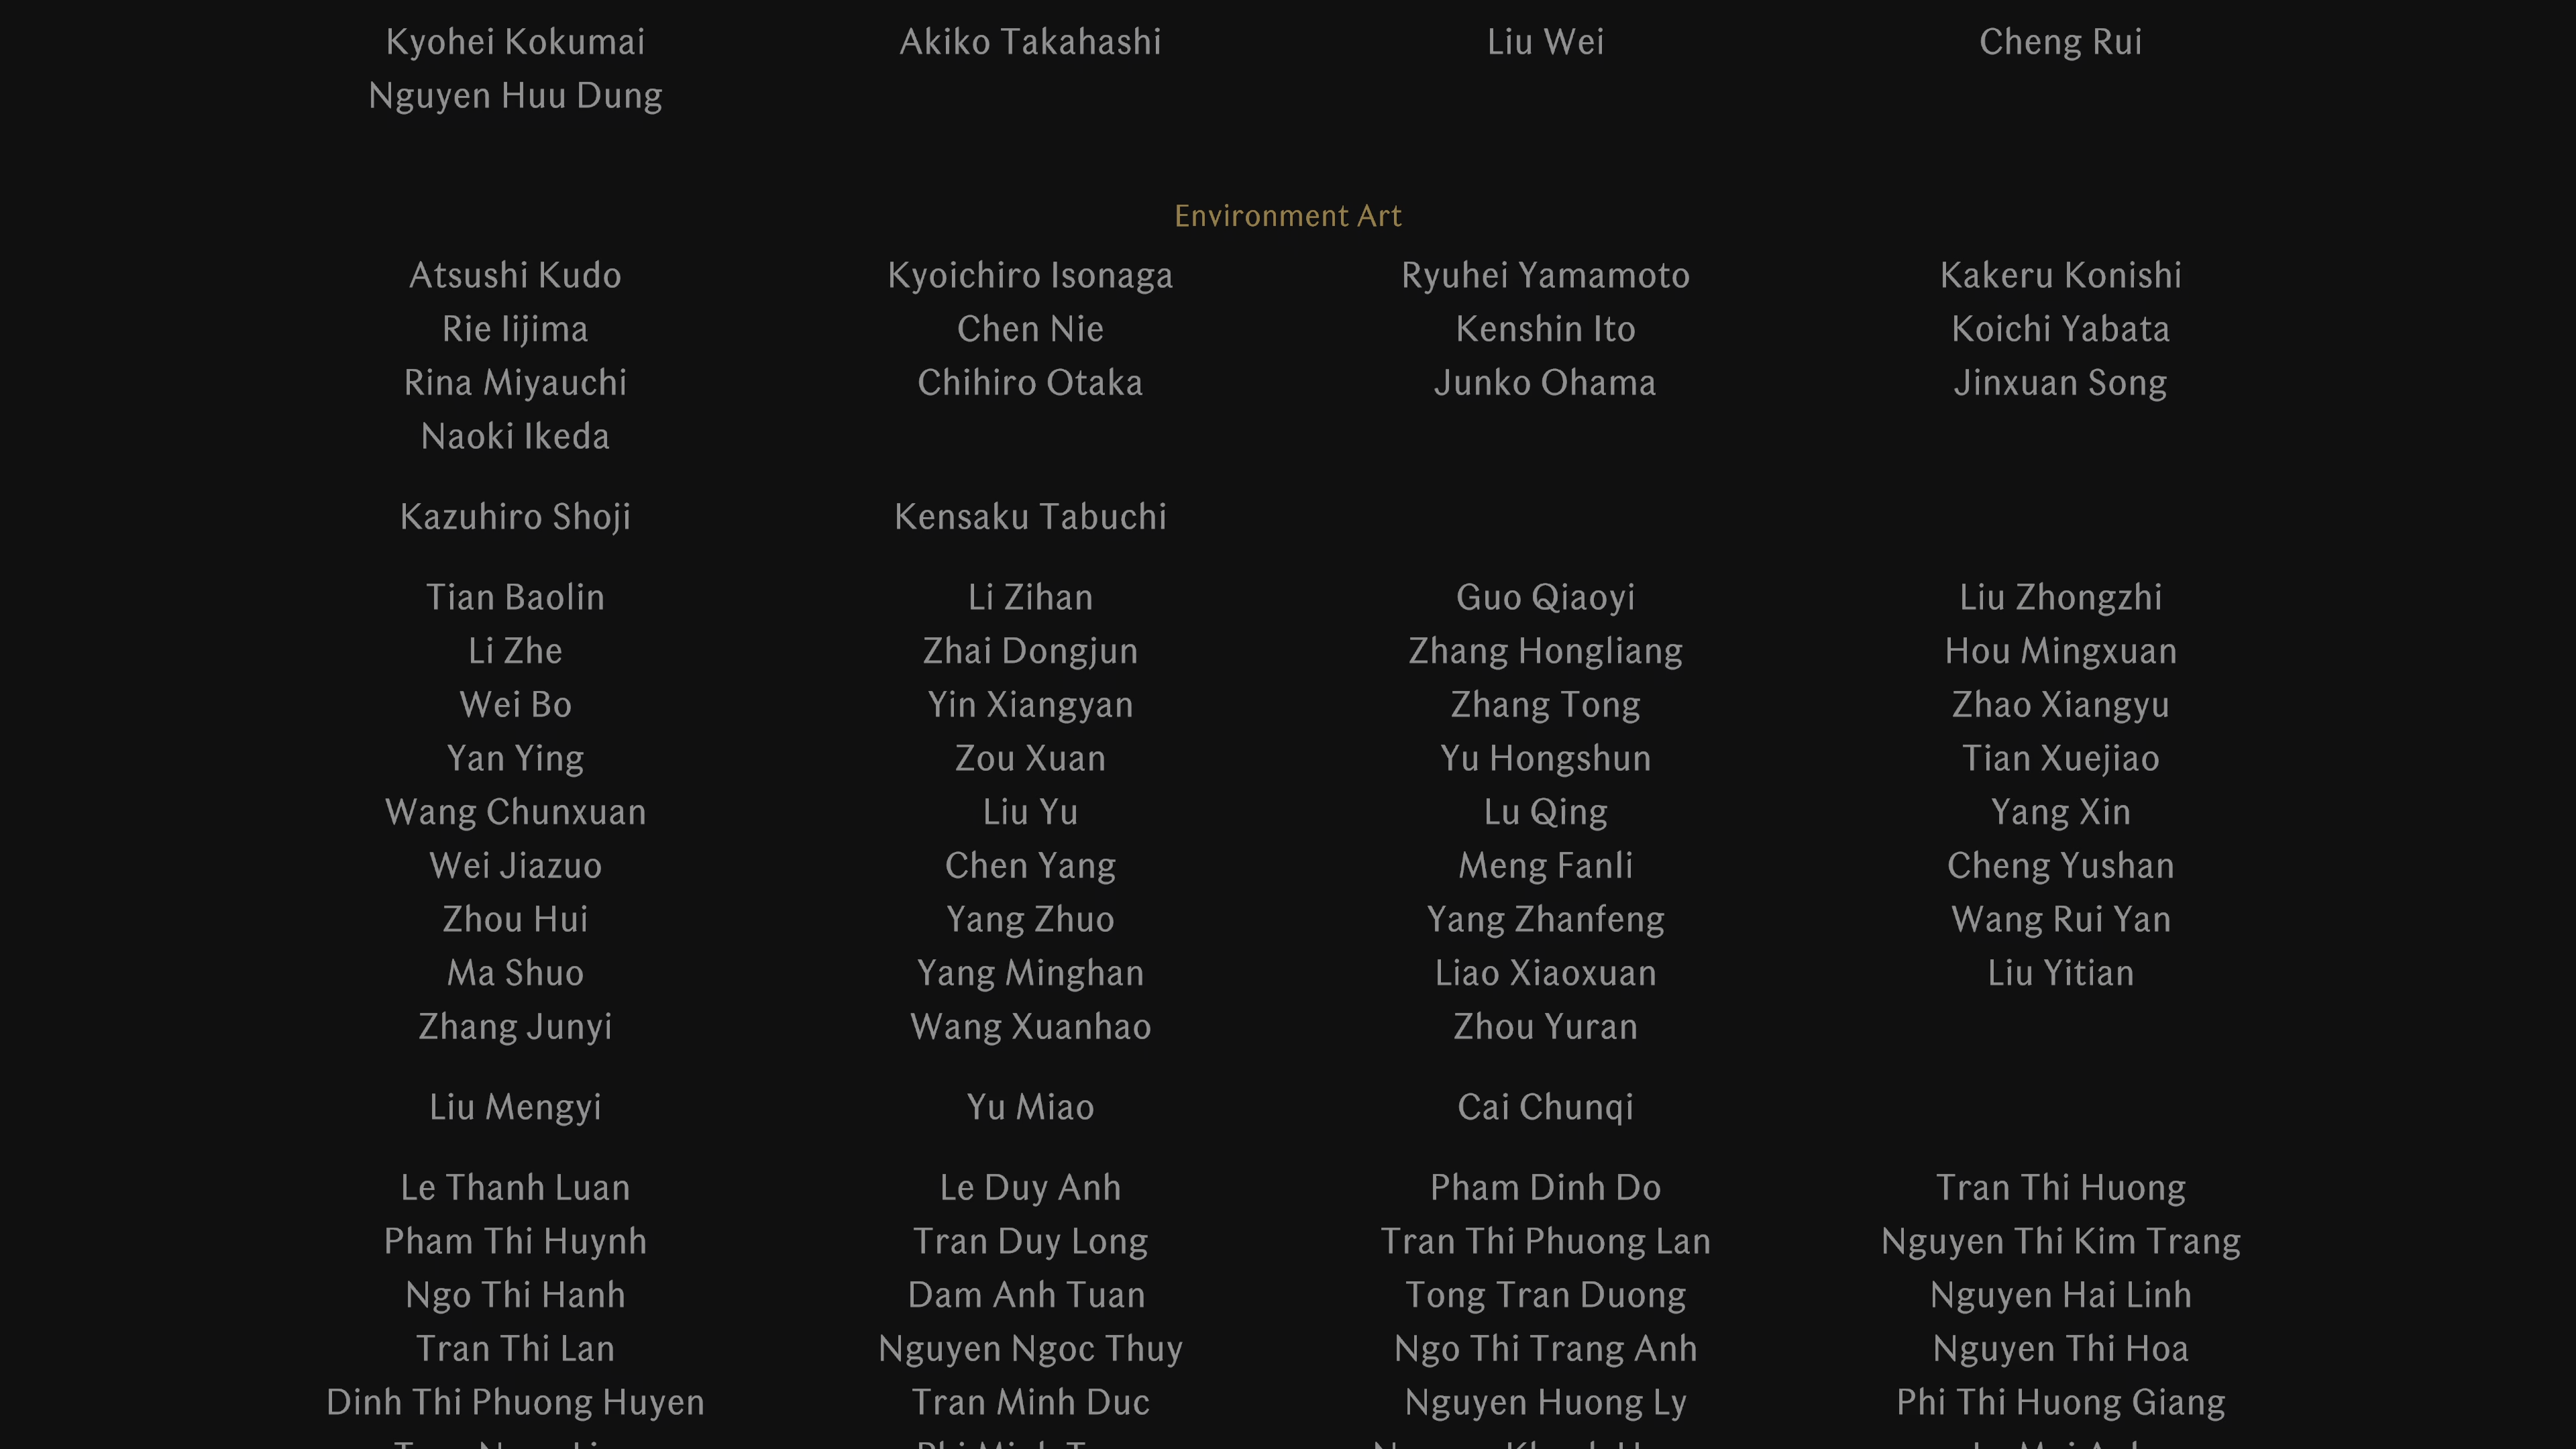 Kyohei Kokumai Akiko Takahashi Liu Wei Cheng Rui
Nguyen Huu Dung
Environment Art
Atsushi Kudo Kyoichiro Isonaga Ryuhei Yamamoto Kakeru Konishi
Rie Iijima Chen Nie Kenshin Ito Koichi Yabata
Rina Miyauchi Chihiro Otaka Junko Ohama Jinxuan Song
Naoki Ikeda
Kazuhiro Shoji Kensaku Tabuchi
Tian Baolin Li Zihan Guo Qiaoyi Liu Zhongzhi
Li Zhe Zhai Dongjun Zhang Hongliang Hou Mingxuan
Wei Bo Yin Xiangyan Zhang Tong Zhao Xiangyu
Yan Ying Zou Xuan Yu Hongshun Tian Xuejiao
Wang Chunxuan Liu Yu Lu Qing Yang Xin
Wei Jiazuo Chen Yang Meng Fanli Cheng Yushan
Zhou Hui Yang Zhuo Yang Zhanfeng Wang Rui Yan
Ma Shuo Yang Minghan Liao Xiaoxuan Liu Yitian
Zhang Junyi Wang Xuanhao Zhou Yuran
Liu Mengyi Yu Miao Cai Chunqi
Le Thanh Luan Le Duy Anh Pham Dinh Do Tran Thi Huong
Pham Thi Huynh Tran Duy Long Tran Thi Phuong Lan Nguyen Thi Kim Trang
Ngo Thi Hanh Dam Anh Tuan Tong Tran Duong Nguyen Hai Linh
Tran Thi Lan Nguyen Ngoc Thuy Ngo Thi Trang Anh Nguyen Thi Hoa
Dinh Thi Phuong Huyen Tran Minh Duc Nguyen Huong Ly Phi Thi Huong Giang